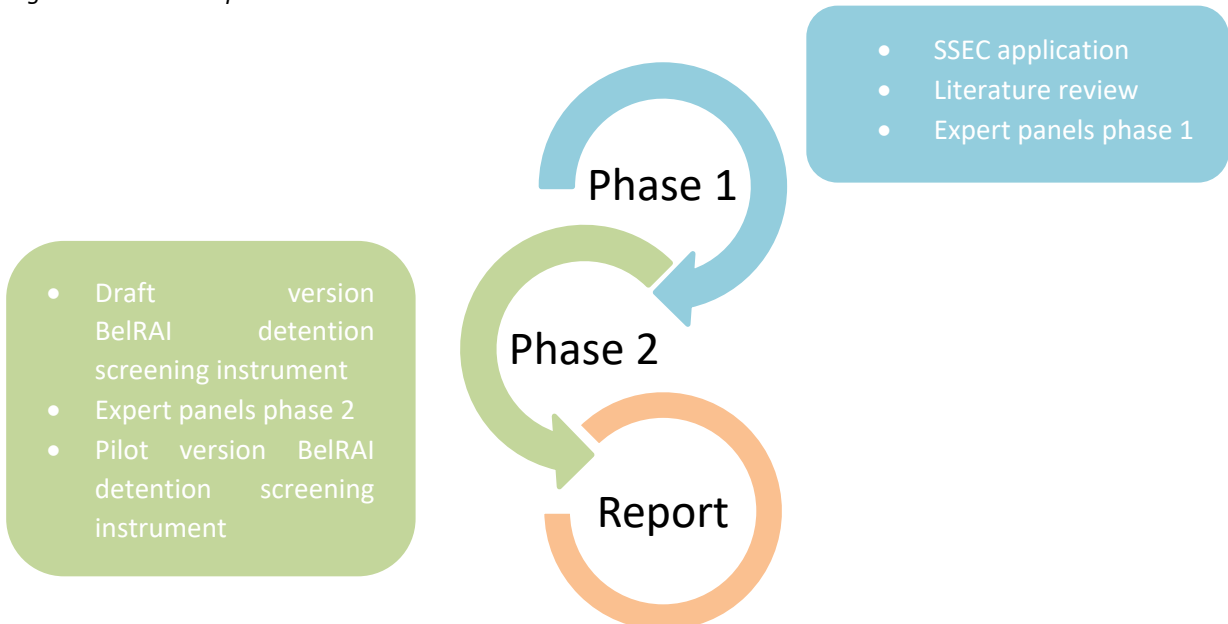 • SSEC application
• Literature review
• Expert panels phase 1
Phase 1
• Draft version
BelRAI detention
screening instrument
• Expert panels phase 2
• Pilot version BelRAI
detention screening
instrument
Phase 2
Report